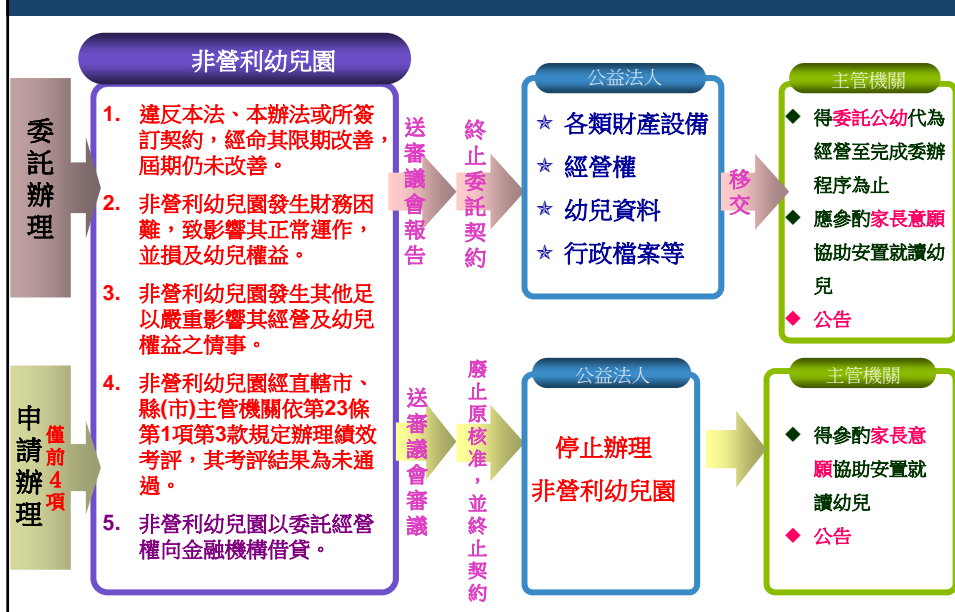 委託辦理
申請辦理
僅前4項
非營利幼兒園
1. 違反本法、本辦法或所簽
訂契約，經命其限期改善，
屆期仍未改善。
2. 非營利幼兒園發生財務困
難，致影響其正常運作，
並損及幼兒權益。
3. 非營利幼兒園發生其他足
以嚴重影響其經營及幼兒
權益之情事。
4. 非營利幼兒園經直轄市、
縣(市)主管機關依第23條
第1項第3款規定辦理績效
考評，其考評結果為未通
過。
5. 非營利幼兒園以委託經營
權向金融機構借貸。
送審議會報告
終止委託契約
公益法人
各類財產設備
經營權
幼兒資料
行政檔案等
移交
主管機關
得委託公幼代為
經營至完成委辦
程序為止
應參酌家長意願
協助安置就讀幼
兒
公告
送審議會審議
廢止原核准，並終止契約
公益法人
停止辦理
非營利幼兒園
主管機關
得參酌家長意
願協助安置就
讀幼兒
公告